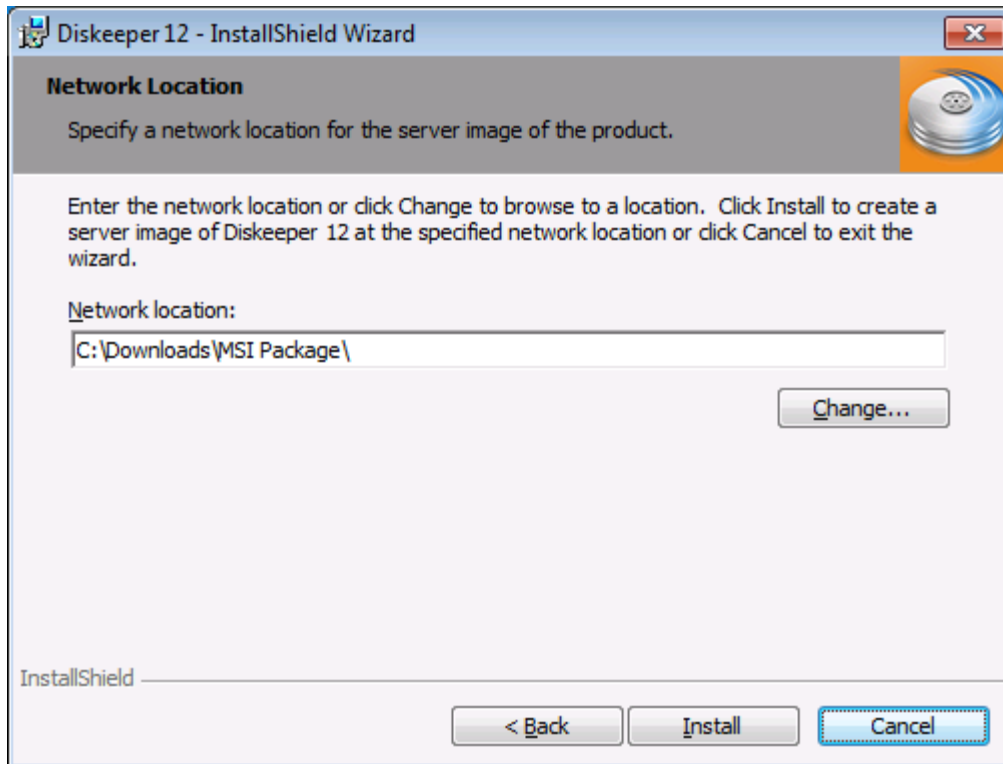 Diskeeper 12 - InstallShield Wizard
Network Location
Specify a network location for the server image of the product.
Enter the network location or click Change to browse to a location.  Click Install to create a
server image of Diskeeper 12 at the specified network location or click Cancel to exit the
wizard.
Network location:
C:\Downloads\MSI Package\
Change...
InstallShield
< Back
Install
Cancel